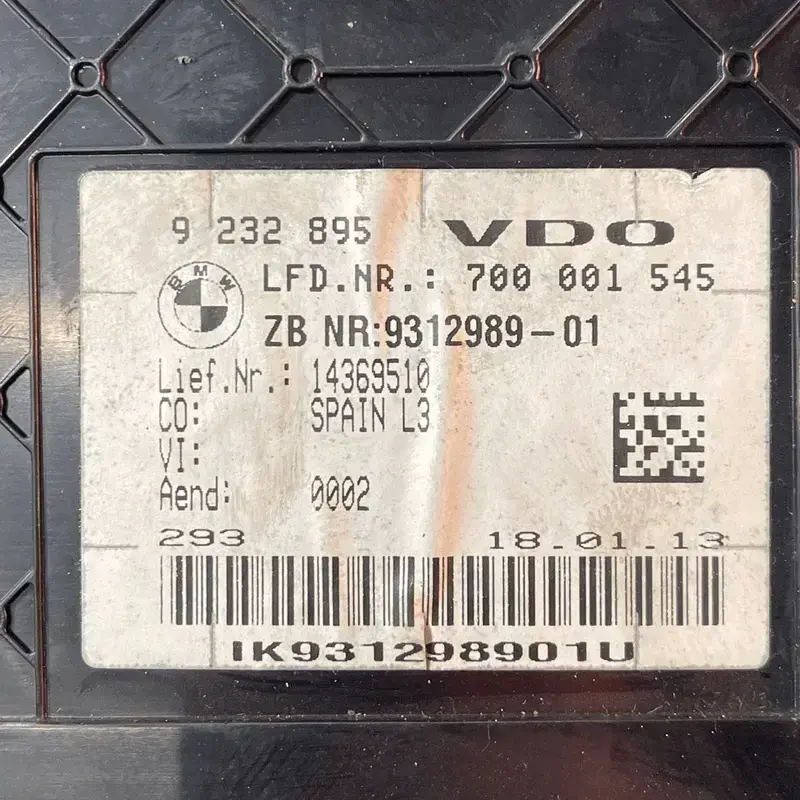 9 232 895 VDO
BMW
LFD.NR.: 700 001 545
ZB NR:9312989-01
Lief.Nr.: 14369510
CO: SPAIN L3
VI:
Aend: 0002
293 18.01.13
IK931298901U